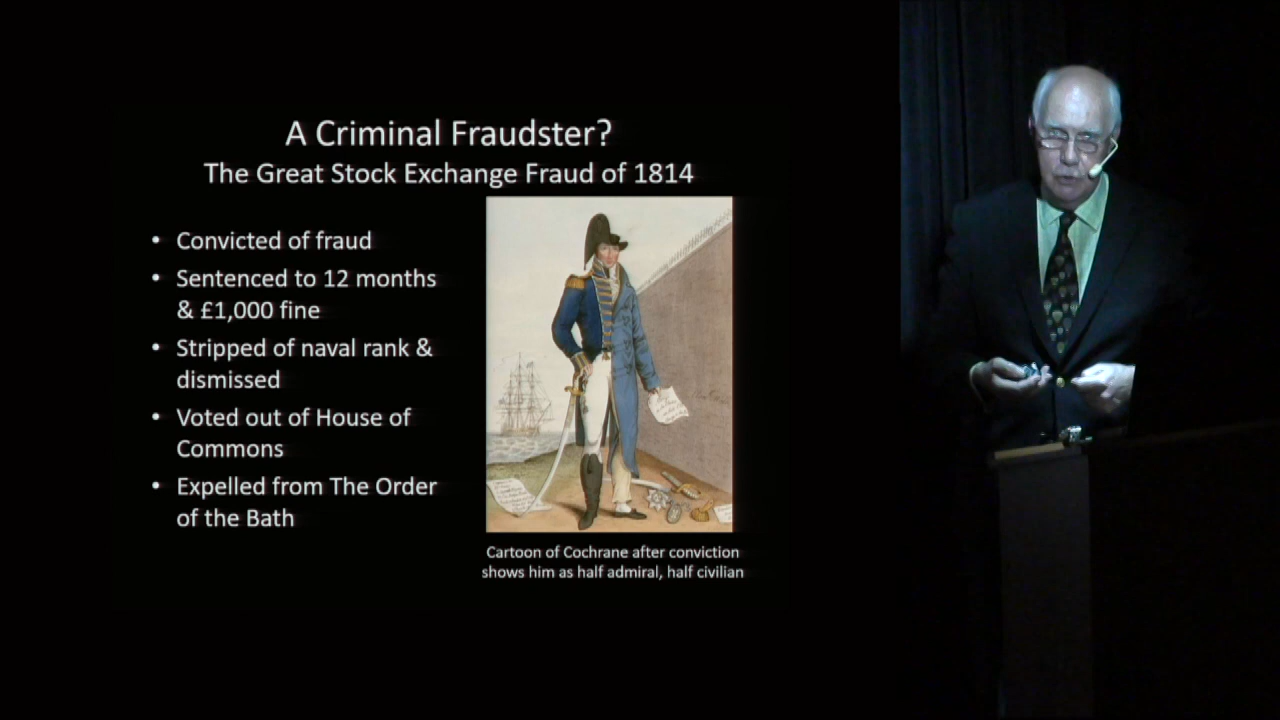 A Criminal Fraudster?
The Great Stock Exchange Fraud of 1814
• Convicted of fraud
• Sentenced to 12 months
& £1,000 fine
• Stripped of naval rank &
dismissed
• Voted out of House of
Commons
• Expelled from The Order
of the Bath
Cartoon of Cochrane after conviction
shows him as half admiral, half civilian